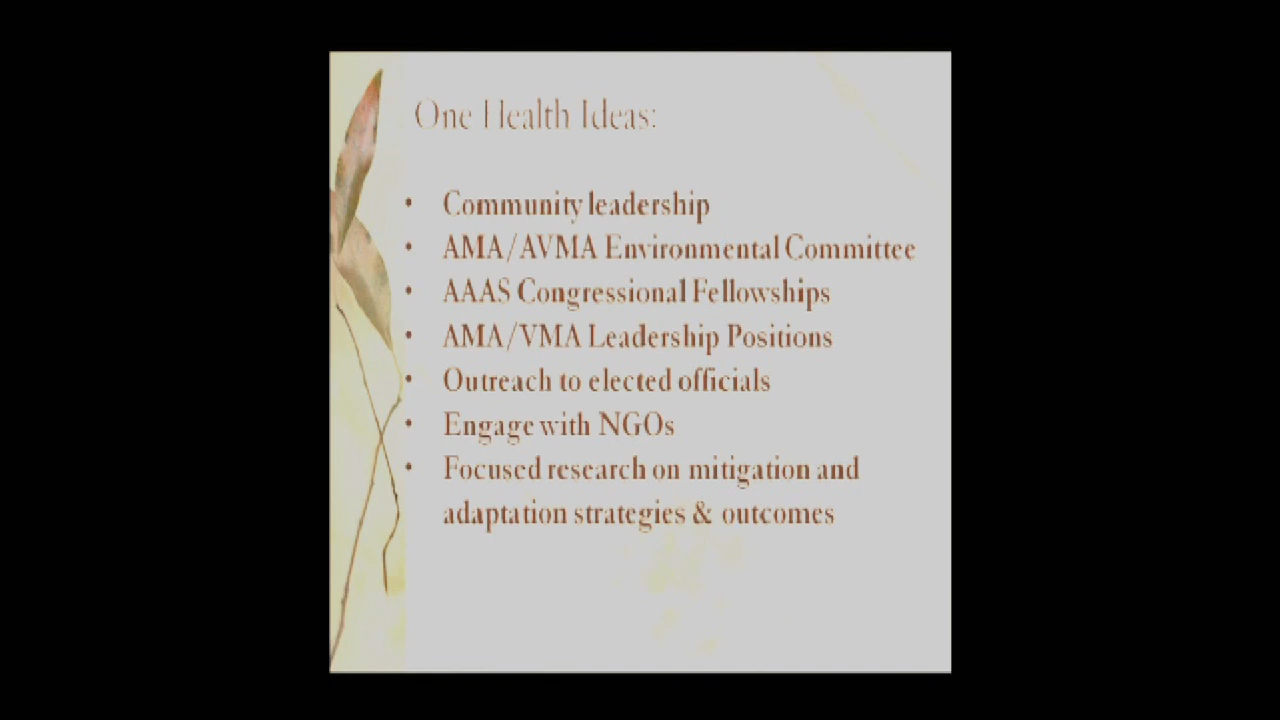 One Health Ideas:
• Community leadership
• AMA/AVMA Environmental Committee
• AAAS Congressional Fellowships
• AMA/VMA Leadership Positions
• Outreach to elected officials
• Engage with NGOs
• Focused research on mitigation and
adaptation strategies & outcomes